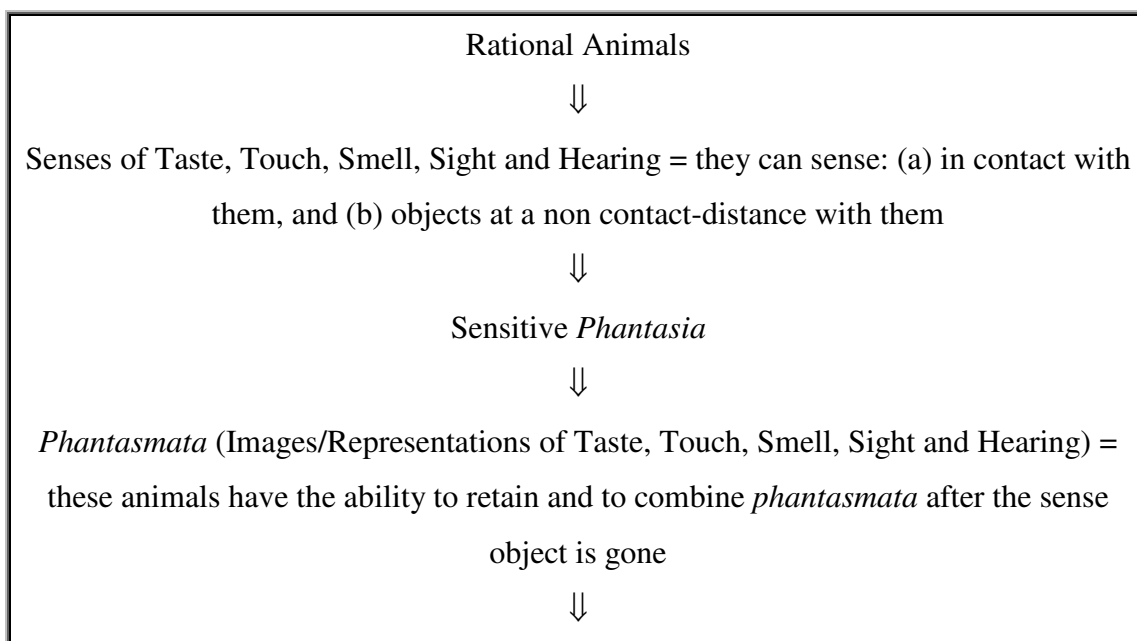 Rational Animals
⇓
Senses of Taste, Touch, Smell, Sight and Hearing = they can sense: (a) in contact with
them, and (b) objects at a non contact-distance with them
⇓
Sensitive Phantasia
⇓
Phantasmata (Images/Representations of Taste, Touch, Smell, Sight and Hearing) =
these animals have the ability to retain and to combine phantasmata after the sense
object is gone
⇓